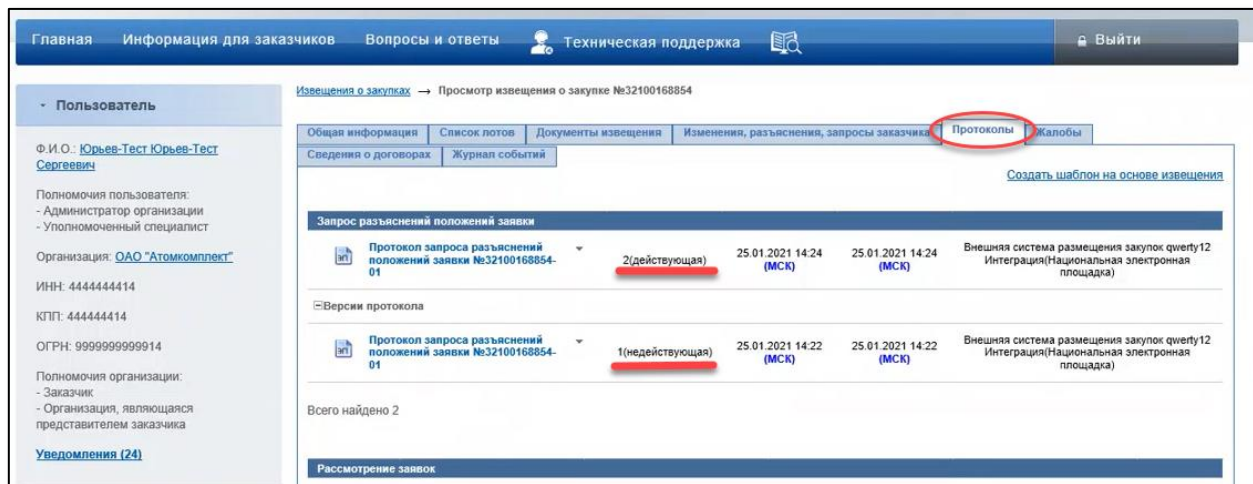 Главная Информация для заказчиков Вопросы и ответы Техническая поддержка Выйти
Пользователь
Ф.И.О.: Юрьев-Тест Юрьев-Тест
Сергеевич
Полномочия пользователя:
- Администратор организации
- Уполномоченный специалист
Организация: ОАО "Атомкомплект"
ИНН: 4444444414
КПП: 444444414
ОГРН: 9999999999914
Полномочия организации:
- Заказчик
- Организация, являющаяся
представителем заказчика
Уведомления (24)
Извещения о закупках → Просмотр извещения о закупке №32100168854
Общая информация Список лотов Документы извещения Изменения, разъяснения, запросы заказчика Протоколы Жалобы
Сведения о договорах Журнал событий
Создать шаблон на основе извещения
Запрос разъяснений положений заявки
Протокол запроса разъяснений
положений заявки №32100168854-
01
эп
2(действующая)
25.01.2021 14:24
(МСК)
25.01.2021 14:24
(МСК)
Внешняя система размещения закупок qwerty12
Интеграция(Национальная электронная
площадка)
Версии протокола
Протокол запроса разъяснений
положений заявки №32100168854-
01
эп
1(недействующая)
25.01.2021 14:22
(МСК)
25.01.2021 14:22
(МСК)
Внешняя система размещения закупок qwerty12
Интеграция(Национальная электронная
площадка)
Всего найдено 2
Рассмотрение заявок